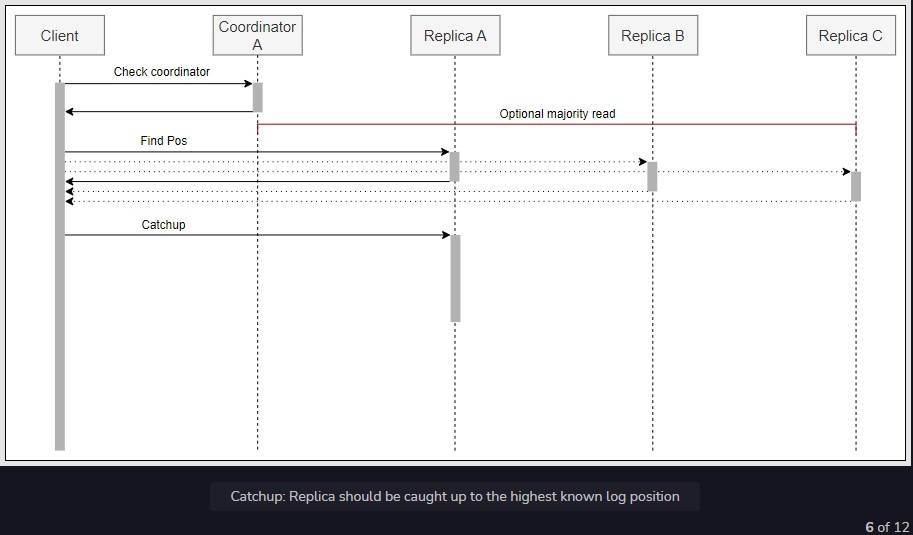 Client
Coordinator
A
Replica A
Replica B
Replica C
Check coordinator
Optional majority read
Find Pos
Catchup
Catchup: Replica should be caught up to the highest known log position
6 of 12